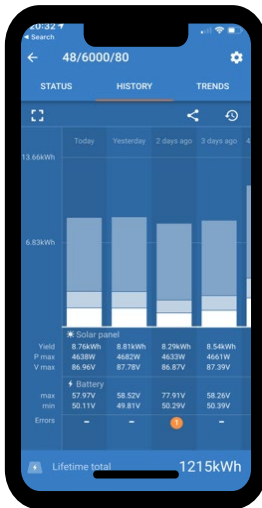 20:32
Search
48/6000/80
STATUS HISTORY TRENDS
Today Yesterday 2 days ago 3 days ago 4
13.66kWh
6.83kWh
Solar panel
Yield 8.76kWh 8.81kWh 8.29kWh 8.54kWh
P max 4638W 4682W 4633W 4661W
V max 86.96V 87.78V 86.87V 87.39V
Battery
max 57.97V 58.52V 77.91V 58.26V
min 50.11V 49.81V 50.29V 50.39V
Errors - - 1 -
Lifetime total 1215kWh